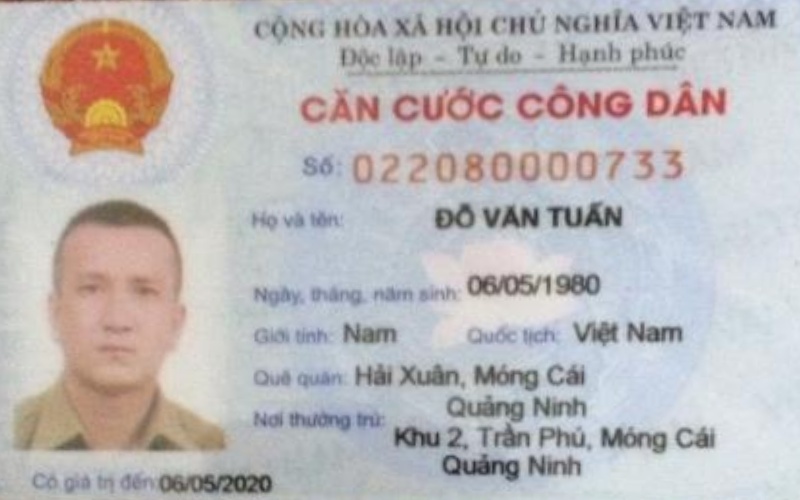 CỘNG HÒA XÃ HỘI CHỦ NGHĨA VIỆT NAM
Độc lập - Tự do - Hạnh phúc
CĂN CƯỚC CÔNG DÂN
Số: 022080000733
Họ và tên: ĐỖ VĂN TUẤN
Ngày, tháng, năm sinh: 06/05/1980
Giới tính: Nam Quốc tịch: Việt Nam
Quê quán: Hải Xuân, Móng Cái
Quảng Ninh
Nơi thường trú:
Khu 2, Trần Phú, Móng Cái
Quảng Ninh
Có giá trị đến: 06/05/2020